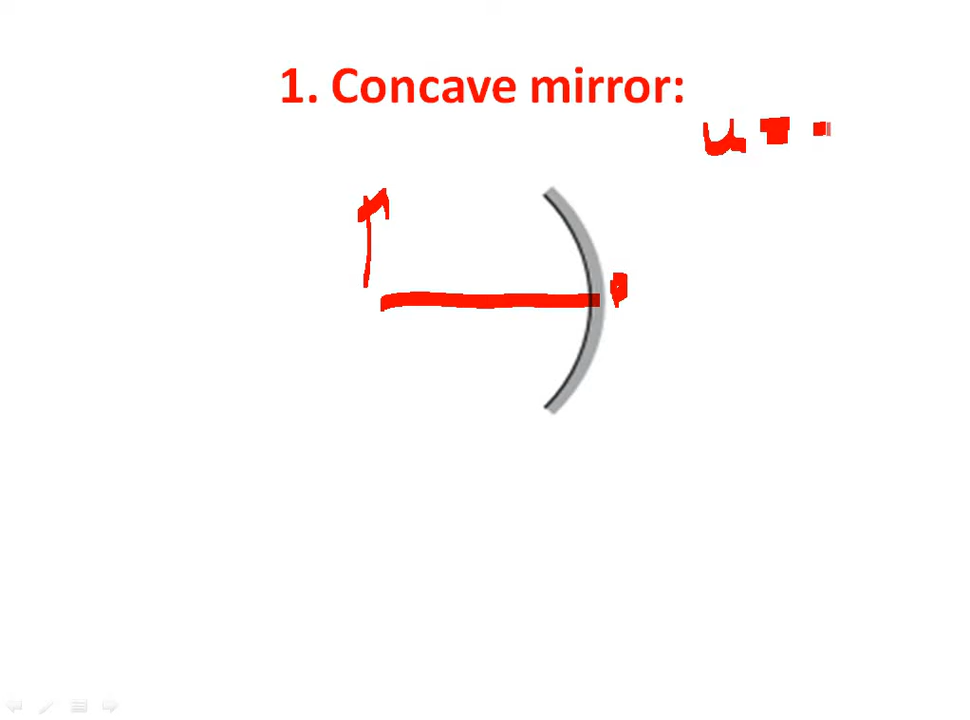 1. Concave mirror:
u = -
P